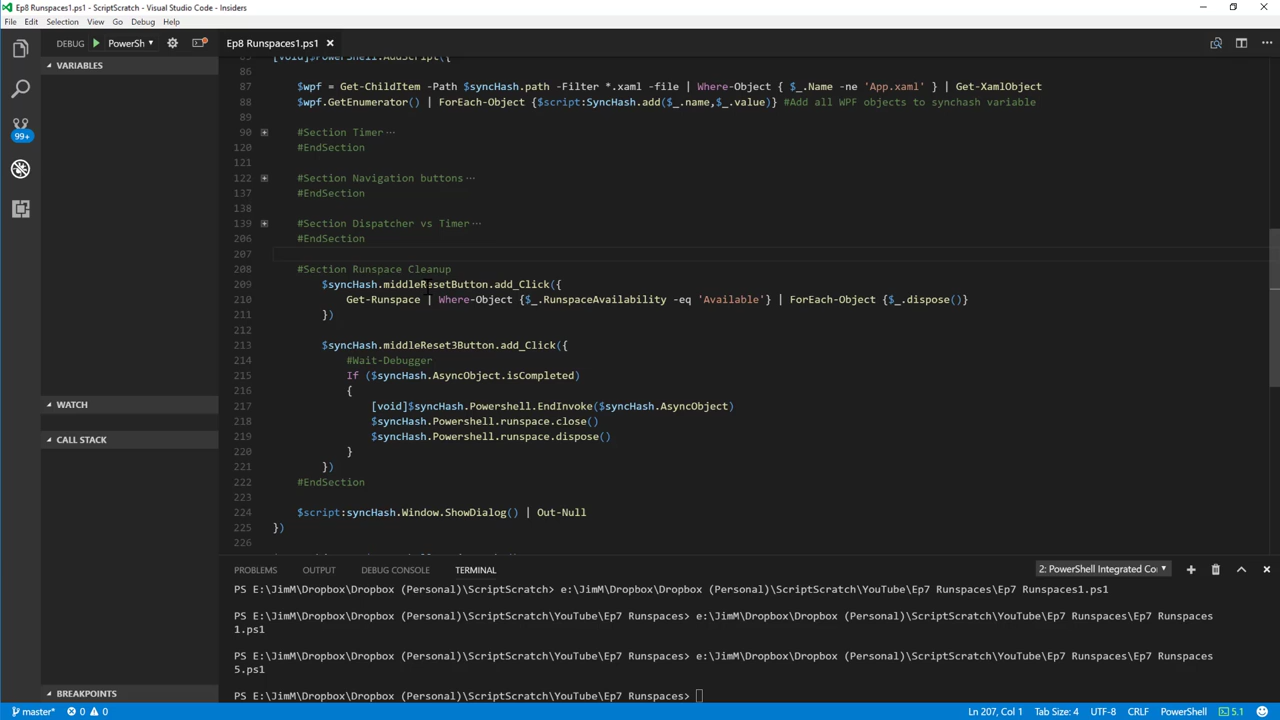 Ep8 Runspaces1.ps1 - ScriptScratch - Visual Studio Code - Insiders
File Edit Selection View Go Debug Help
DEBUG PowerSh Ep8 Runspaces1.ps1
VARIABLES
[void]$PowerShell.AddScript({
86
87 $wpf = Get-ChildItem -Path $syncHash.path -Filter *.xaml -file | Where-Object { $_.Name -ne 'App.xaml' } | Get-XamlObject
88 $wpf.GetEnumerator() | ForEach-Object {$script:SyncHash.add($_.name,$_.value)} #Add all WPF objects to synchash variable
89
90 #Section Timer ...
120 #EndSection
121
122 #Section Navigation buttons ...
137 #EndSection
138
139 #Section Dispatcher vs Timer ...
206 #EndSection
207
208 #Section Runspace Cleanup
209 $syncHash.middleResetButton.add_Click({
210 Get-Runspace | Where-Object {$_.RunspaceAvailability -eq 'Available'} | ForEach-Object {$_.dispose()}
211 })
212
213 $syncHash.middleReset3Button.add_Click({
214 #Wait-Debugger
215 If ($syncHash.AsyncObject.isCompleted)
216 {
217 [void]$syncHash.Powershell.EndInvoke($syncHash.AsyncObject)
218 $syncHash.Powershell.runspace.close()
219 $syncHash.Powershell.runspace.dispose()
220 }
221 })
222 #EndSection
223
224 $script:syncHash.Window.ShowDialog() | Out-Null
225 })
226
99+
WATCH
CALL STACK
BREAKPOINTS
PROBLEMS OUTPUT DEBUG CONSOLE TERMINAL 2: PowerShell Integrated Co
PS E:\JimM\Dropbox\Dropbox (Personal)\ScriptScratch> e:\JimM\Dropbox\Dropbox (Personal)\ScriptScratch\YouTube\Ep7 Runspaces\Ep7 Runspaces1.ps1
PS E:\JimM\Dropbox\Dropbox (Personal)\ScriptScratch\YouTube\Ep7 Runspaces> e:\JimM\Dropbox\Dropbox (Personal)\ScriptScratch\YouTube\Ep7 Runspaces\Ep7 Runspaces
1.ps1
PS E:\JimM\Dropbox\Dropbox (Personal)\ScriptScratch\YouTube\Ep7 Runspaces> e:\JimM\Dropbox\Dropbox (Personal)\ScriptScratch\YouTube\Ep7 Runspaces\Ep7 Runspaces
5.ps1
PS E:\JimM\Dropbox\Dropbox (Personal)\ScriptScratch\YouTube\Ep7 Runspaces>
master* 0 0 Ln 207, Col 1 Tab Size: 4 UTF-8 CRLF PowerShell 5.1